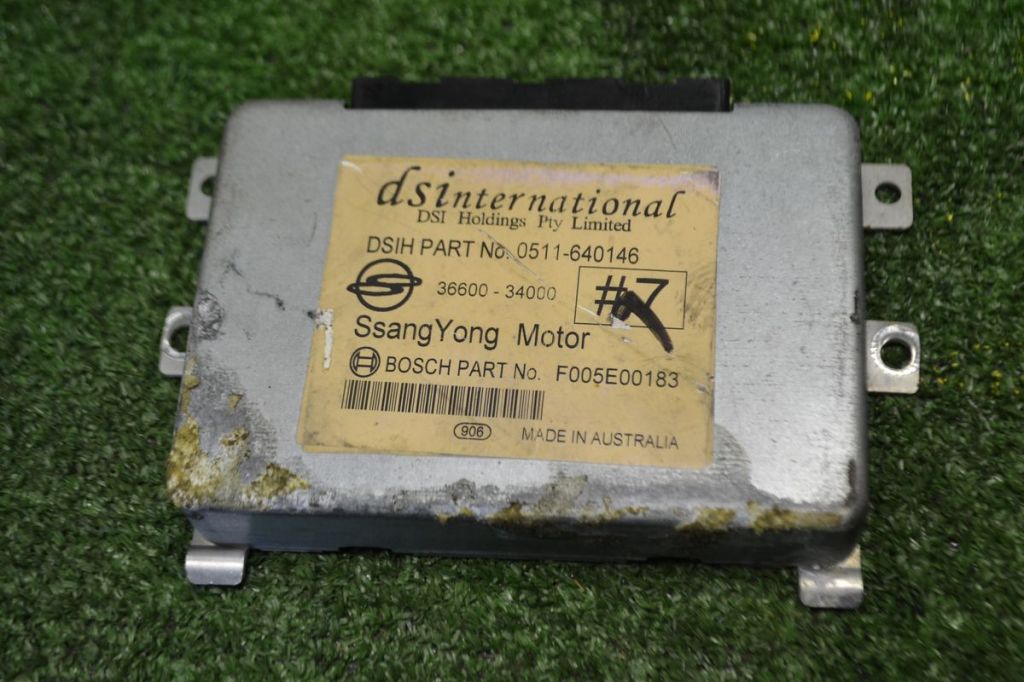 dsinternational
DSI Holdings Pty Limited
DSIH PART No. 0511-640146
36600 - 34000
#7
SsangYong Motor
BOSCH PART No. F005E00183
906 MADE IN AUSTRALIA